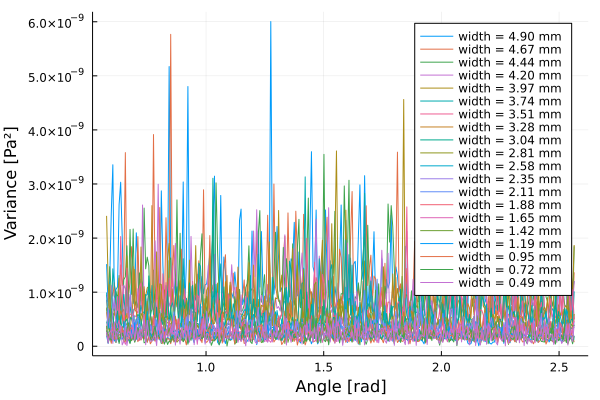 6.0×10⁻⁹
5.0×10⁻⁹
4.0×10⁻⁹
3.0×10⁻⁹
2.0×10⁻⁹
1.0×10⁻⁹
0
Variance [Pa²]
width = 4.90 mm
width = 4.67 mm
width = 4.44 mm
width = 4.20 mm
width = 3.97 mm
width = 3.74 mm
width = 3.51 mm
width = 3.28 mm
width = 3.04 mm
width = 2.81 mm
width = 2.58 mm
width = 2.35 mm
width = 2.11 mm
width = 1.88 mm
width = 1.65 mm
width = 1.42 mm
width = 1.19 mm
width = 0.95 mm
width = 0.72 mm
width = 0.49 mm
1.0 1.5 2.0 2.5
Angle [rad]